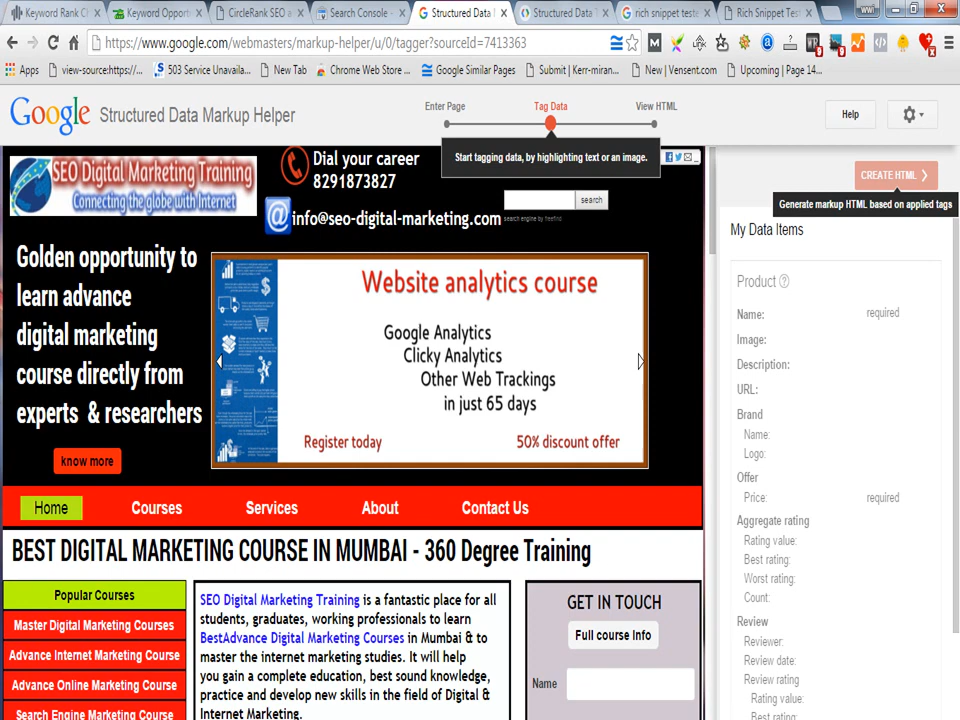 Keyword Rank Cl
Keyword Opport
CircleRank SEO a
Search Console -
Structured Data
Structured Data T
rich snippet teste
Rich Snippet Test
https://www.google.com/webmasters/markup-helper/u/0/tagger?sourceId=7413363
Apps
view-source:https:/...
503 Service Unavaila...
New Tab
Chrome Web Store ...
Google Similar Pages
Submit | Kerr-miran...
New | Vensent.com
Upcoming | Page 14...
Google Structured Data Markup Helper
Enter Page
Tag Data
View HTML
Help
Start tagging data, by highlighting text or an image.
CREATE HTML
Generate markup HTML based on applied tags
SEO Digital Marketing Training
Connecting the globe with Internet
Dial your career
8291873827
info@seo-digital-marketing.com
search
search engine by freefind
Golden opportunity to
learn advance
digital marketing
course directly from
experts & researchers
know more
Website analytics course
Google Analytics
Clicky Analytics
Other Web Trackings
in just 65 days
Register today
50% discount offer
Home
Courses
Services
About
Contact Us
BEST DIGITAL MARKETING COURSE IN MUMBAI - 360 Degree Training
Popular Courses
Master Digital Marketing Courses
Advance Internet Marketing Course
Advance Online Marketing Course
Search Engine Marketing Course
SEO Digital Marketing Training is a fantastic place for all
students, graduates, working professionals to learn
BestAdvance Digital Marketing Courses in Mumbai & to
master the internet marketing studies. It will help
you gain a complete education, best sound knowledge,
practice and develop new skills in the field of Digital &
Internet Marketing.
GET IN TOUCH
Full course Info
Name
My Data Items
Product
Name: required
Image:
Description:
URL:
Brand
Name:
Logo:
Offer
Price: required
Aggregate rating
Rating value:
Best rating:
Worst rating:
Count:
Review
Reviewer:
Review date:
Review rating
Rating value:
Best rating: